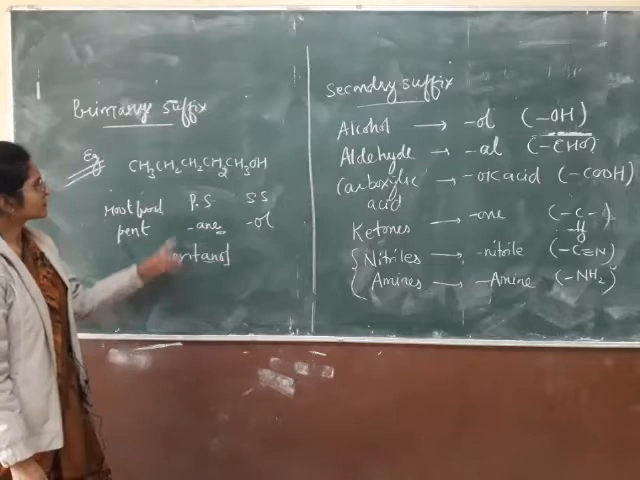 Primary suffix
Eg
CH3CH2CH2CH2CH3OH
Root word P.S. S.S
pent -ane -ol
Pentanol
Secondry suffix
Alcohol → -ol (-OH)
Aldehyde → -al (-CHO)
Carboxylic acid → -oic acid (-COOH)
Ketones → -one (-C-)
Nitriles → -nitrile (-C≡N)
Amines → -Amine (-NH2)